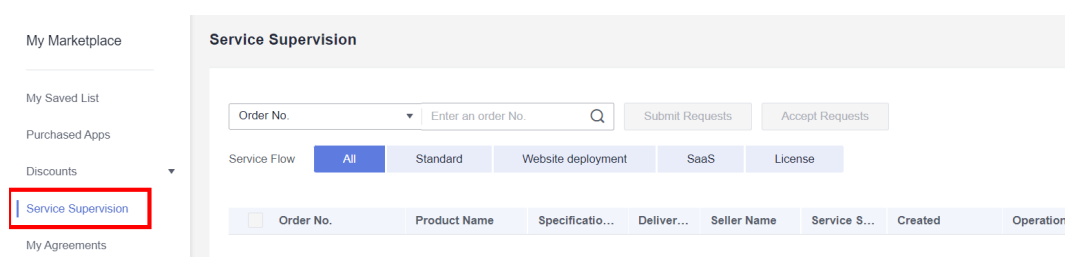 My Marketplace
My Saved List
Purchased Apps
Discounts
Service Supervision
My Agreements
Service Supervision
Order No. Enter an order No. Submit Requests Accept Requests
Service Flow All Standard Website deployment SaaS License
Order No. Product Name Specificatio... Deliver... Seller Name Service S... Created Operation